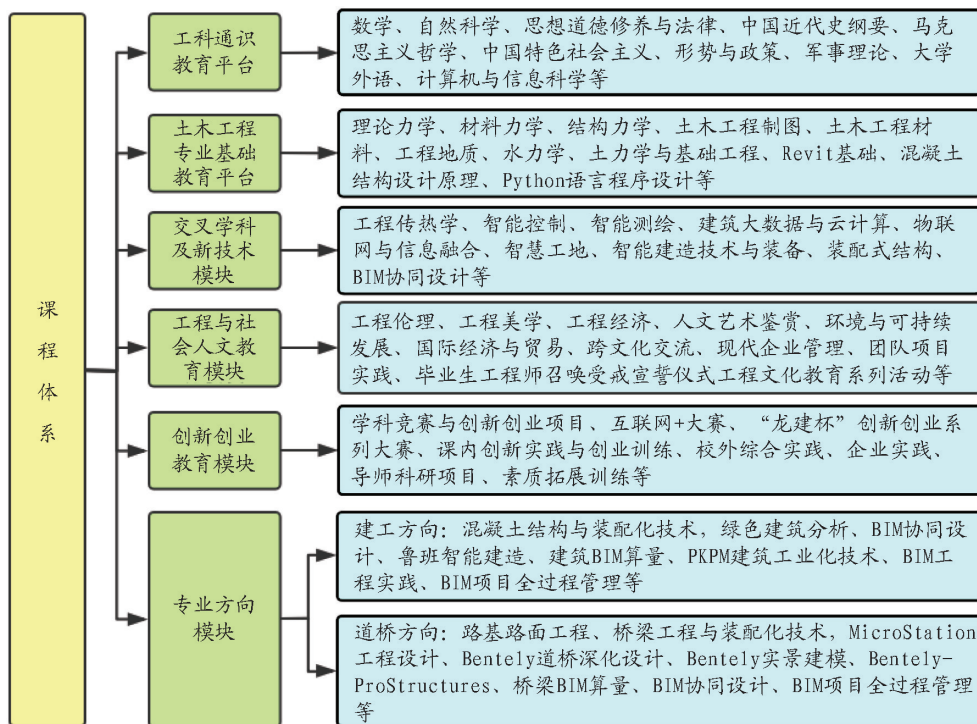 课
程
体
系
工科通识
教育平台
数学、自然科学、思想道德修养与法律、中国近代史纲要、马克
思主义哲学、中国特色社会主义、形势与政策、军事理论、大学
外语、计算机与信息科学等
土木工程
专业基础
教育平台
理论力学、材料力学、结构力学、土木工程制图、土木工程材
料、工程地质、水力学、土力学与基础工程、Revit基础、混凝土
结构设计原理、Python语言程序设计等
交叉学科
及新技术
模块
工程传热学、智能控制、智能测绘、建筑大数据与云计算、物联
网与信息融合、智慧工地、智能建造技术与装备、装配式结构、
BIM协同设计等
工程与社
会人文教
育模块
工程伦理、工程美学、工程经济、人文艺术鉴赏、环境与可持续
发展、国际经济与贸易、跨文化交流、现代企业管理、团队项目
实践、毕业生工程师召唤受戒宣誓仪式工程文化教育系列活动等
创新创业
教育模块
学科竞赛与创新创业项目、互联网+大赛、“龙建杯”创新创业系
列大赛、课内创新实践与创业训练、校外综合实践、企业实践、
导师科研项目、素质拓展训练等
专业方向
模块
建工方向：混凝土结构与装配化技术，绿色建筑分析、BIM协同设
计、鲁班智能建造、建筑BIM算量、PKPM建筑工业化技术、BIM工
程实践、BIM项目全过程管理等
道桥方向：路基路面工程、桥梁工程与装配化技术，MicroStation
工程设计、Bentely道桥深化设计、Bentely实景建模、Bentely-
ProStructures、桥梁BIM算量、BIM协同设计、BIM项目全过程管理
等